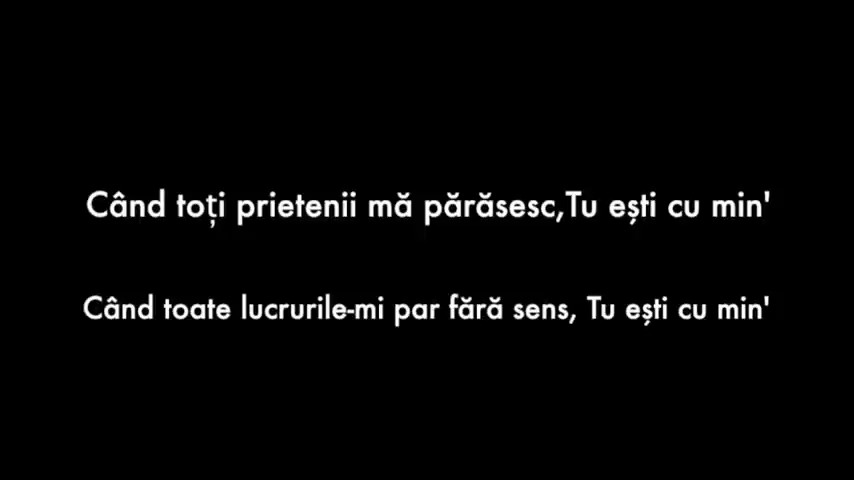 Când toți prietenii mă părăsesc,Tu ești cu min'
Când toate lucrurile-mi par fără sens, Tu ești cu min'